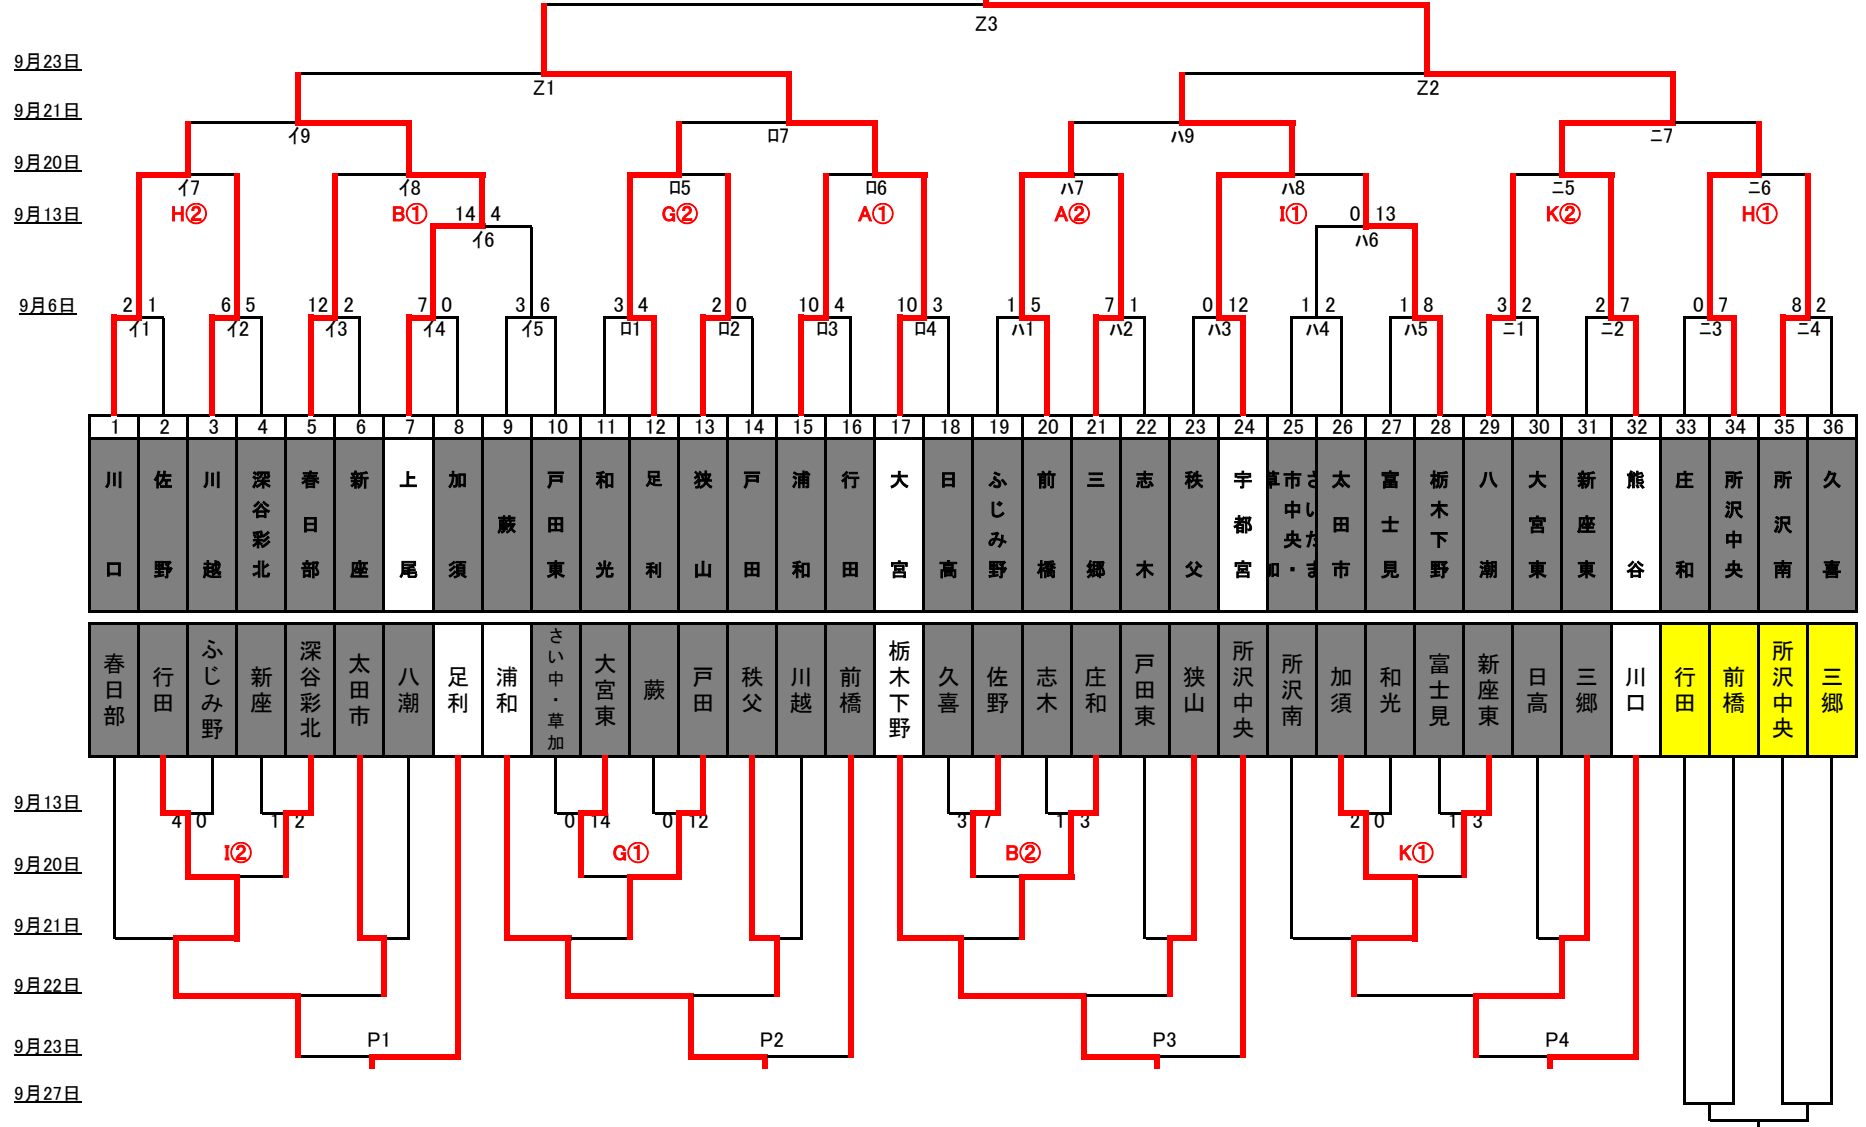 Z3
9月23日
Z1 Z2
9月21日
イ9 ロ7 ハ9 ニ7
9月20日
イ7 イ8 ロ5 ロ6 ハ7 ハ8 ニ5 ニ6
9月13日 H② B① 14 4 G② A① A② I① 0 13 K② H①
イ6 ハ6
9月6日 2 1 6 5 12 2 7 0 3 6 3 4 2 0 10 4 10 3 1 5 7 1 0 12 1 2 1 8 3 2 2 7 0 7 8 2
イ1 イ2 イ3 イ4 イ5 ロ1 ロ2 ロ3 ロ4 ハ1 ハ2 ハ3 ハ4 ハ5 ニ1 ニ2 ニ3 ニ4
1 2 3 4 5 6 7 8 9 10 11 12 13 14 15 16 17 18 19 20 21 22 23 24 25 26 27 28 29 30 31 32 33 34 35 36
川口
佐野
川越
深谷彩北
春日部
新座
上尾
加須
蕨
戸田東
和光
足利
狭山
戸田
浦和
行田
大宮
日高
ふじみ野
前橋
三郷
志木
秩父
宇都宮
さいたま
市中央・
草加
太田市
富士見
栃木下野
八潮
大宮東
新座東
熊谷
庄和
所沢中央
所沢南
久喜
春日部
行田
ふじみ野
新座
深谷彩北
太田市
八潮
足利
浦和
さい中・草加
大宮東
蕨
戸田
秩父
川越
前橋
栃木下野
久喜
佐野
志木
庄和
戸田東
狭山
所沢中央
所沢南
加須
和光
富士見
新座東
日高
三郷
川口
行田
前橋
所沢中央
三郷
9月13日
4 0 1 2 0 14 0 12 3 7 1 3 2 0 1 3
I② G① B② K①
9月20日
9月21日
9月22日
P1 P2 P3 P4
9月23日
9月27日